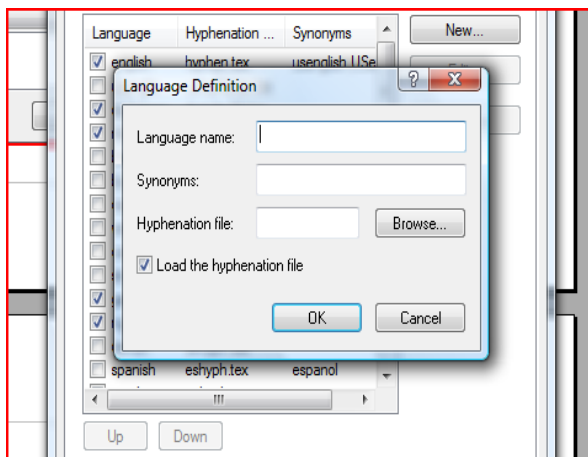 Language Hyphenation ... Synonyms New...
english hyphen.tex usenglish USe
Language Definition
Language name:
Synonyms:
Hyphenation file: Browse...
Load the hyphenation file
OK Cancel
spanish eshyph.tex espanol
Up Down